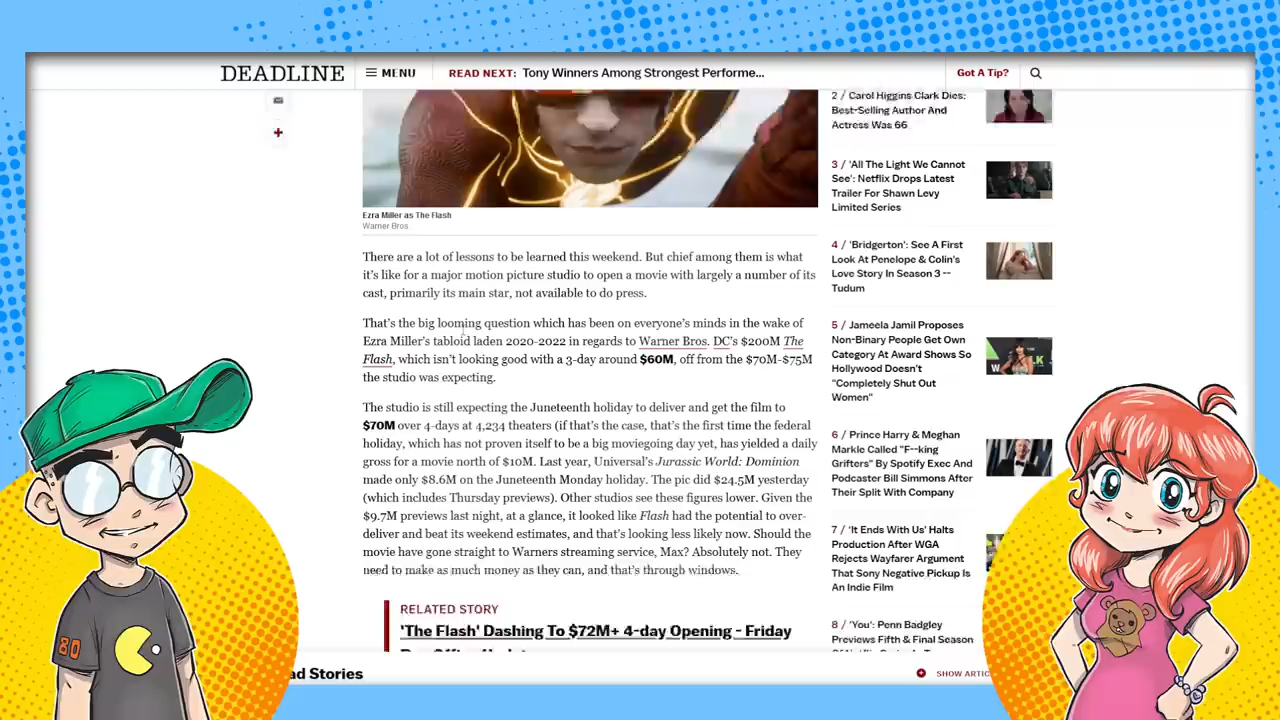 DEADLINE
MENU
READ NEXT: Tony Winners Among Strongest Performe...
Got A Tip?
Ezra Miller as The Flash
Warner Bros.
There are a lot of lessons to be learned this weekend. But chief among them is what
it's like for a major motion picture studio to open a movie with largely a number of its
cast, primarily its main star, not available to do press.
That's the big looming question which has been on everyone's minds in the wake of
Ezra Miller's tabloid laden 2020-2022 in regards to Warner Bros. DC's $200M The
Flash, which isn't looking good with a 3-day around $60M, off from the $70M-$75M
the studio was expecting.
The studio is still expecting the Juneteenth holiday to deliver and get the film to
$70M over 4-days at 4,234 theaters (if that's the case, that's the first time the federal
holiday, which has not proven itself to be a big moviegoing day yet, has yielded a daily
gross for a movie north of $10M. Last year, Universal's Jurassic World: Dominion
made only $8.6M on the Juneteenth Monday holiday. The pic did $24.5M yesterday
(which includes Thursday previews). Other studios see these figures lower. Given the
$9.7M previews last night, at a glance, it looked like Flash had the potential to over-
deliver and beat its weekend estimates, and that's looking less likely now. Should the
movie have gone straight to Warners streaming service, Max? Absolutely not. They
need to make as much money as they can, and that's through windows.
RELATED STORY
'The Flash' Dashing To $72M+ 4-day Opening - Friday
2 / Carol Higgins Clark Dies:
Best-Selling Author And
Actress Was 66
3 / 'All The Light We Cannot
See': Netflix Drops Latest
Trailer For Shawn Levy
Limited Series
4 / 'Bridgerton': See A First
Look At Penelope & Colin's
Love Story In Season 3 --
Tudum
5 / Jameela Jamil Proposes
Non-Binary People Get Own
Category At Award Shows So
Hollywood Doesn't
"Completely Shut Out
Women"
6 / Prince Harry & Meghan
Markle Called "F--king
Grifters" By Spotify Exec And
Podcaster Bill Simmons After
Their Split With Company
7 / 'It Ends With Us' Halts
Production After WGA
Rejects Wayfarer Argument
That Sony Negative Pickup Is
An Indie Film
8 / 'You': Penn Badgley
Previews Fifth & Final Season
ad Stories
SHOW ARTIC
80